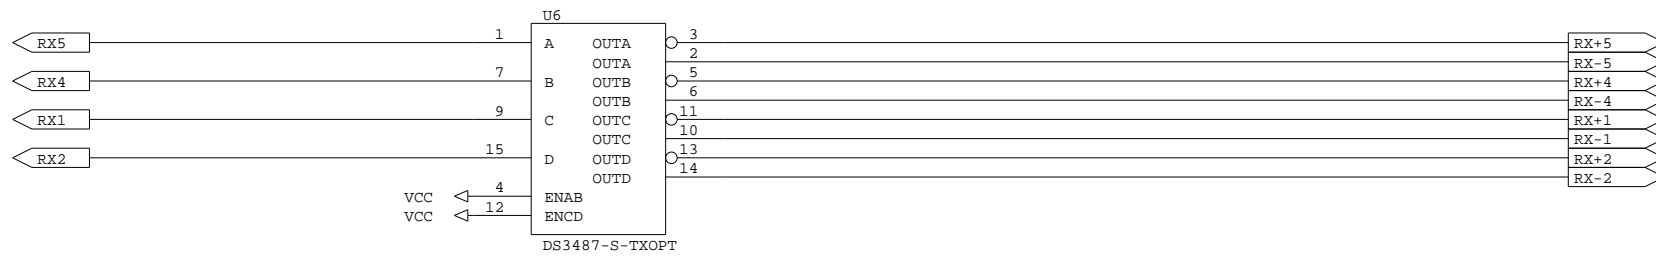 U6
RX5 1 A OUTA 3 RX+5
OUTA 2 RX-5
RX4 7 B OUTB 5 RX+4
OUTB 6 RX-4
RX1 9 C OUTC 11 RX+1
OUTC 10 RX-1
RX2 15 D OUTD 13 RX+2
OUTD 14 RX-2
VCC 4 ENAB
VCC 12 ENCD
DS3487-S-TXOPT